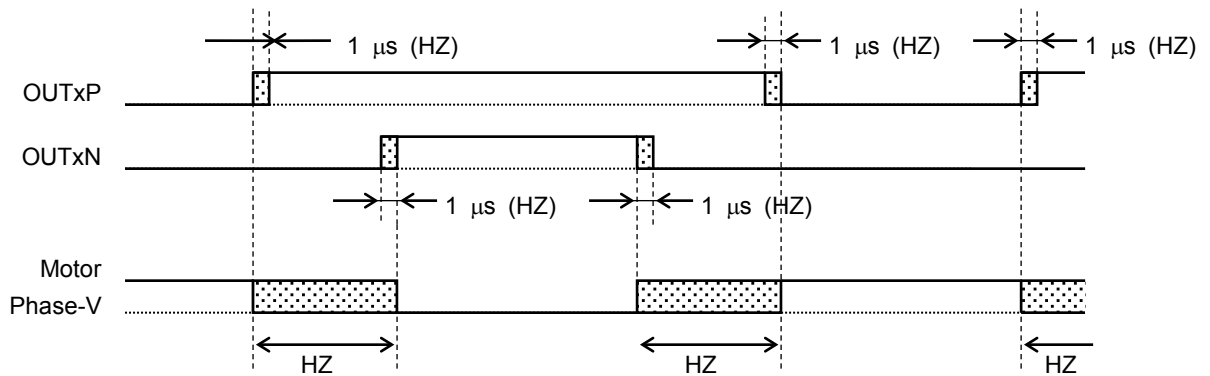 1 μs (HZ)
1 μs (HZ)
1 μs (HZ)
OUTxP
OUTxN
1 μs (HZ)
1 μs (HZ)
Motor
Phase-V
HZ
HZ
HZ